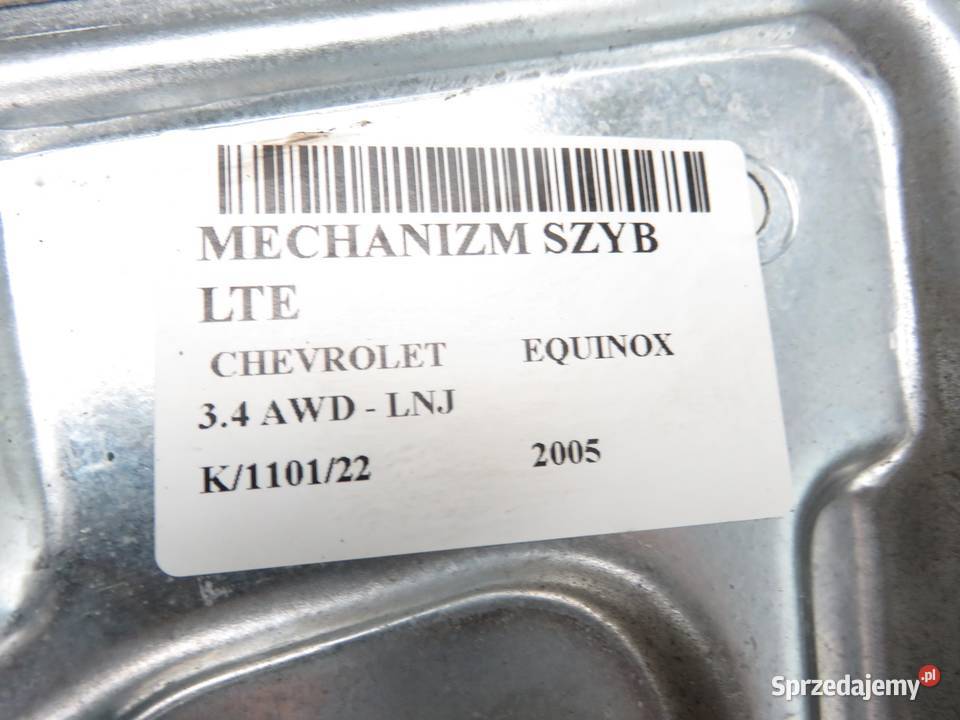 MECHANIZM SZYB
LTE
CHEVROLET EQUINOX
3.4 AWD - LNJ
K/1101/22 2005
Sprzedajemy.pl